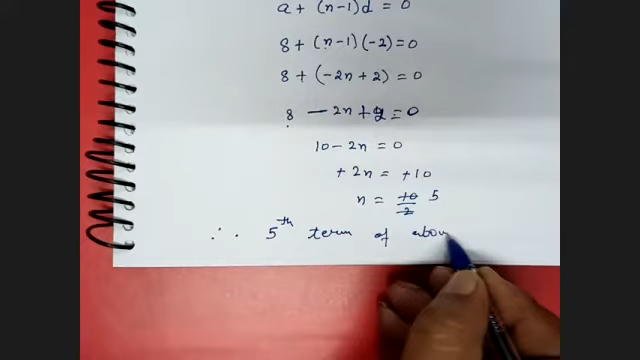 a + (n-1)d = 0
8 + (n-1)(-2) = 0
8 + (-2n + 2) = 0
8 - 2n + 2 = 0
10 - 2n = 0
+2n = +10
n = 10/2 5
∴ 5th term of abov